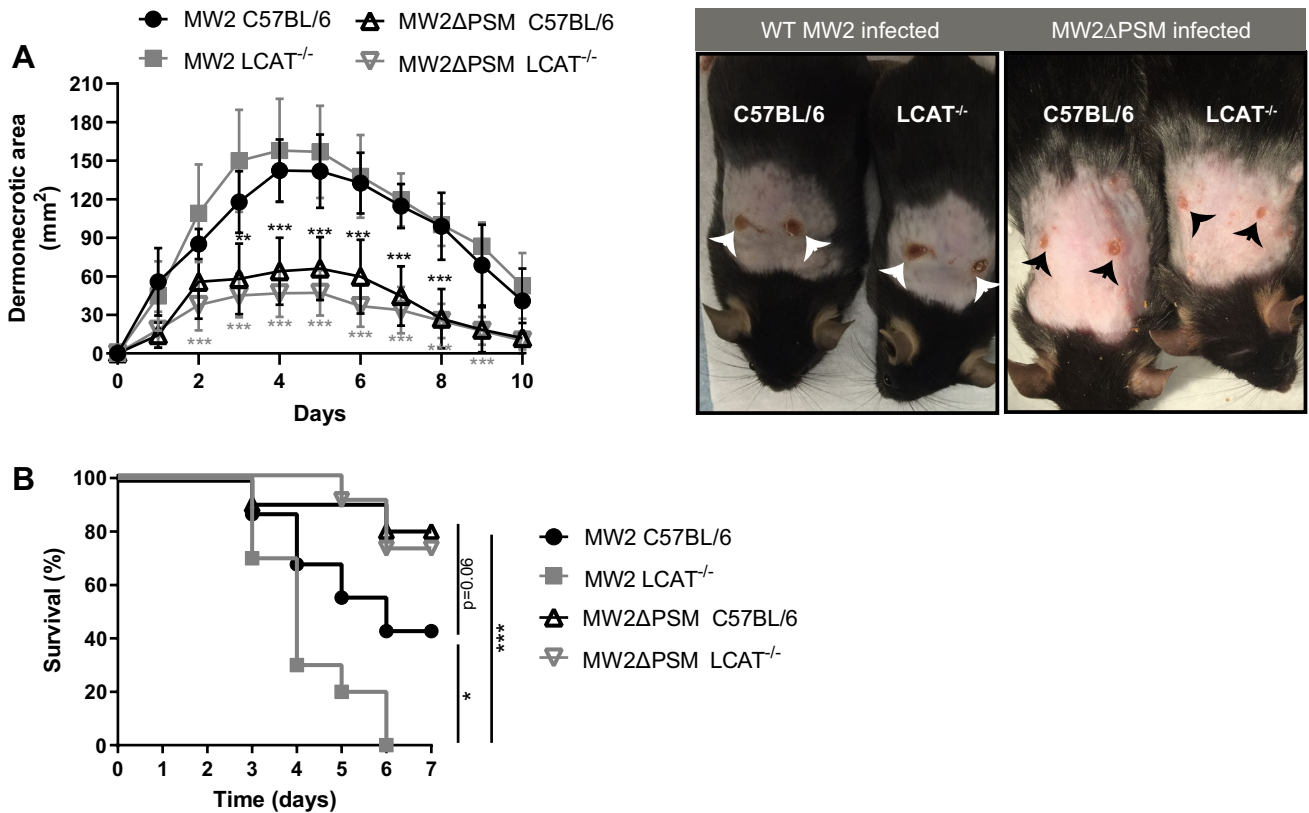 A
MW2 C57BL/6
MW2 LCAT-/-
MW2ΔPSM C57BL/6
MW2ΔPSM LCAT-/-
Dermonecrotic area
(mm2)
210
180
150
120
90
60
30
0
**
***
***
***
***
***
***
***
***
***
***
***
***
***
0
2
4
6
8
10
Days
WT MW2 infected
MW2ΔPSM infected
C57BL/6
LCAT-/-
C57BL/6
LCAT-/-
B
Survival (%)
100
80
60
40
20
0
0
1
2
3
4
5
6
7
Time (days)
p=0.06
*
***
MW2 C57BL/6
MW2 LCAT-/-
MW2ΔPSM C57BL/6
MW2ΔPSM LCAT-/-